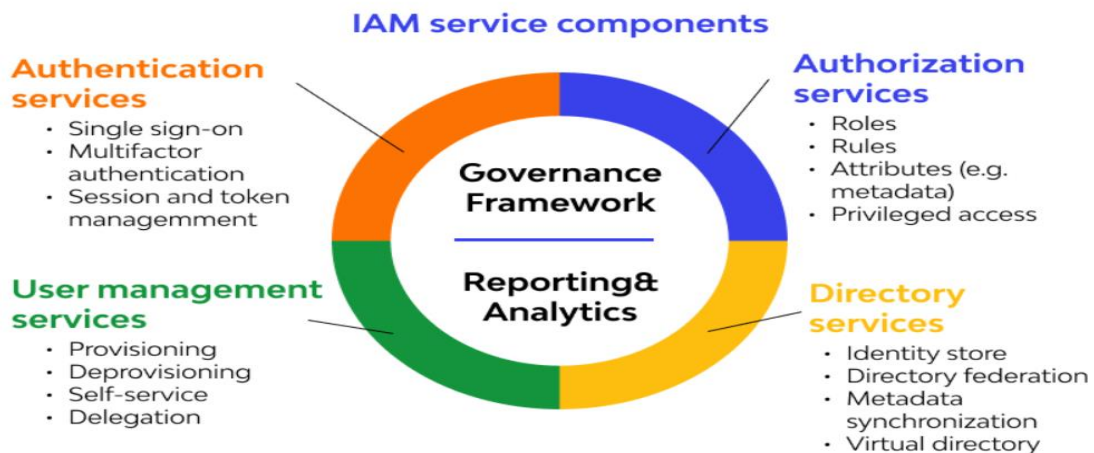 IAM service components
Authentication
services
• Single sign-on
• Multifactor
authentication
• Session and token
managemment
Authorization
services
• Roles
• Rules
• Attributes (e.g.
metadata)
• Privileged access
Governance
Framework
Reporting&
Analytics
User management
services
• Provisioning
• Deprovisioning
• Self-service
• Delegation
Directory
services
• Identity store
• Directory federation
• Metadata
synchronization
• Virtual directory